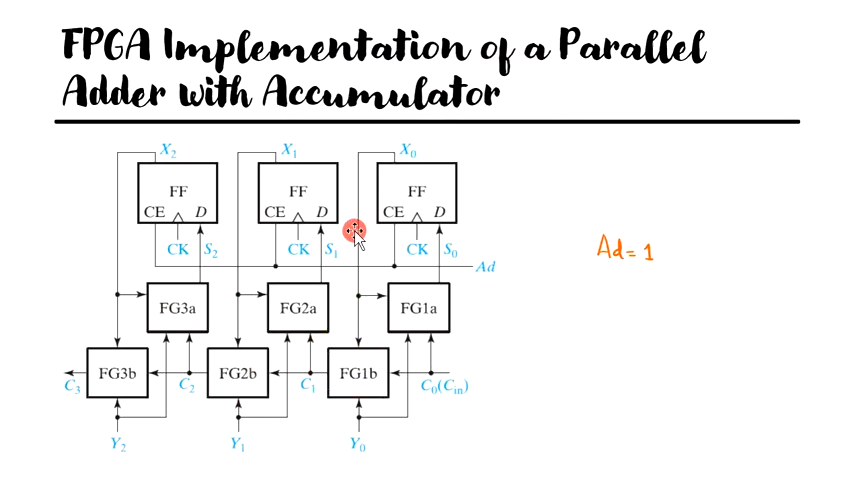 FPGA Implementation of a Parallel
Adder with Accumulator
X₂ X₁ X₀
FF FF FF
CE D CE D CE D
CK S₂ CK S₁ CK S₀
Ad
Ad = 1
FG3a FG2a FG1a
FG3b FG2b FG1b
C₃ C₂ C₁ C₀(Cᵢₙ)
Y₂ Y₁ Y₀